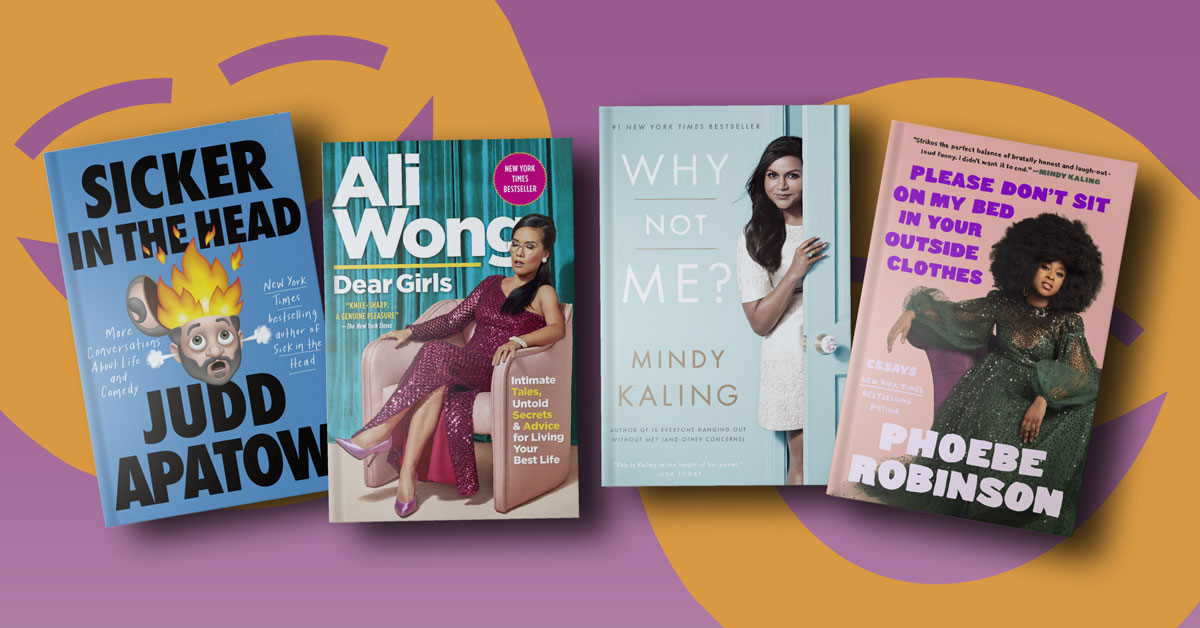 SICKER
IN THE HEAD
New York
Times
bestselling
author of
Sick in the
Head
More
Conversations
About Life
and
Comedy
JUDD
APATOW
Ali
Wong
NEW YORK
TIMES
BESTSELLER
Dear Girls
"KNIFE-SHARP. . .
A GENUINE PLEASURE."
—The New York Times
Intimate
Tales,
Untold
Secrets
& Advice
for Living
Your
Best Life
#1 NEW YORK TIMES BESTSELLER
WHY
NOT
ME?
MINDY
KALING
AUTHOR OF IS EVERYONE HANGING OUT
WITHOUT ME? (AND OTHER CONCERNS)
"This is Kaling at the height of her power."
—USA TODAY
"Strikes the perfect balance of brutally honest and laugh-out-
loud funny. I didn't want it to end." —MINDY KALING
PLEASE DON'T SIT
ON MY BED
IN YOUR
OUTSIDE
CLOTHES
ESSAYS
NEW YORK TIMES
BESTSELLING
AUTHOR
PHOEBE
ROBINSON